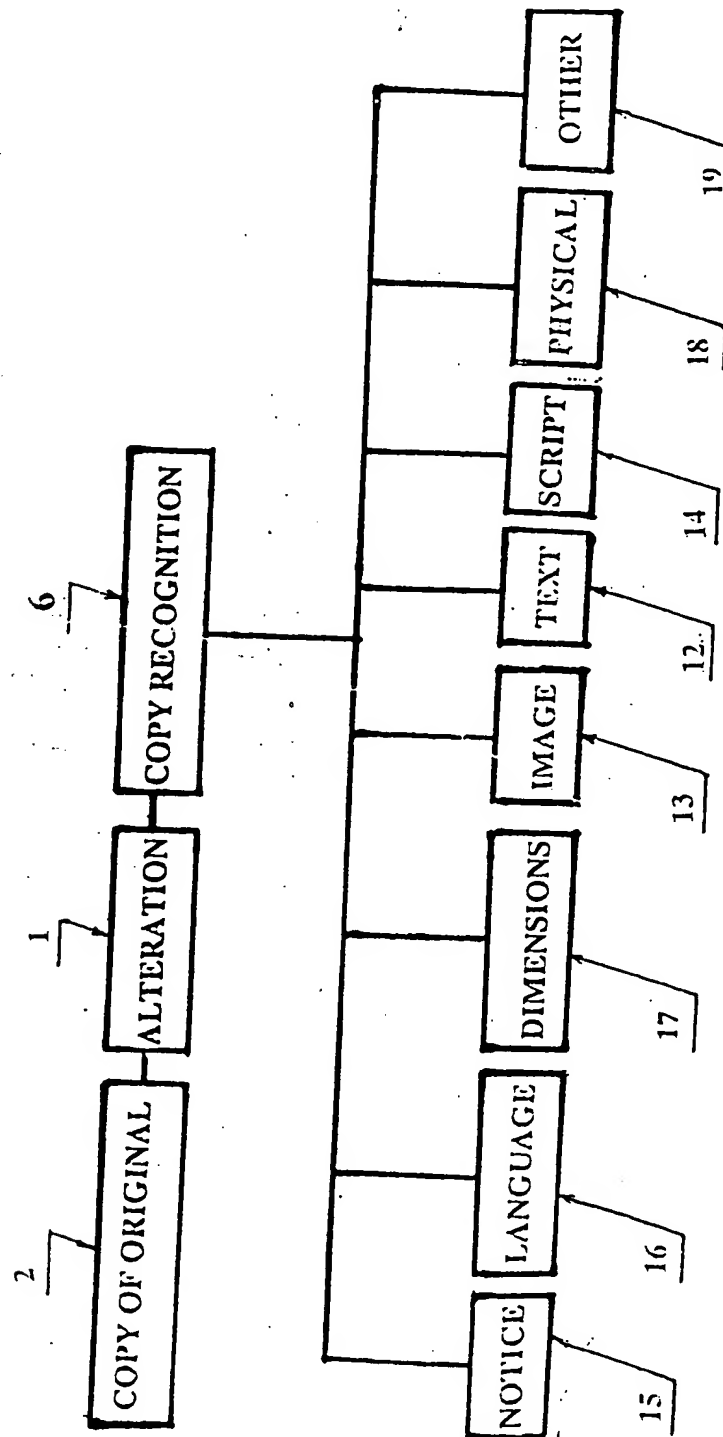 2
1
6
COPY OF ORIGINAL
ALTERATION
COPY RECOGNITION
NOTICE
LANGUAGE
DIMENSIONS
IMAGE
TEXT
SCRIPT
PHYSICAL
OTHER
15
16
17
13
12
14
18
19